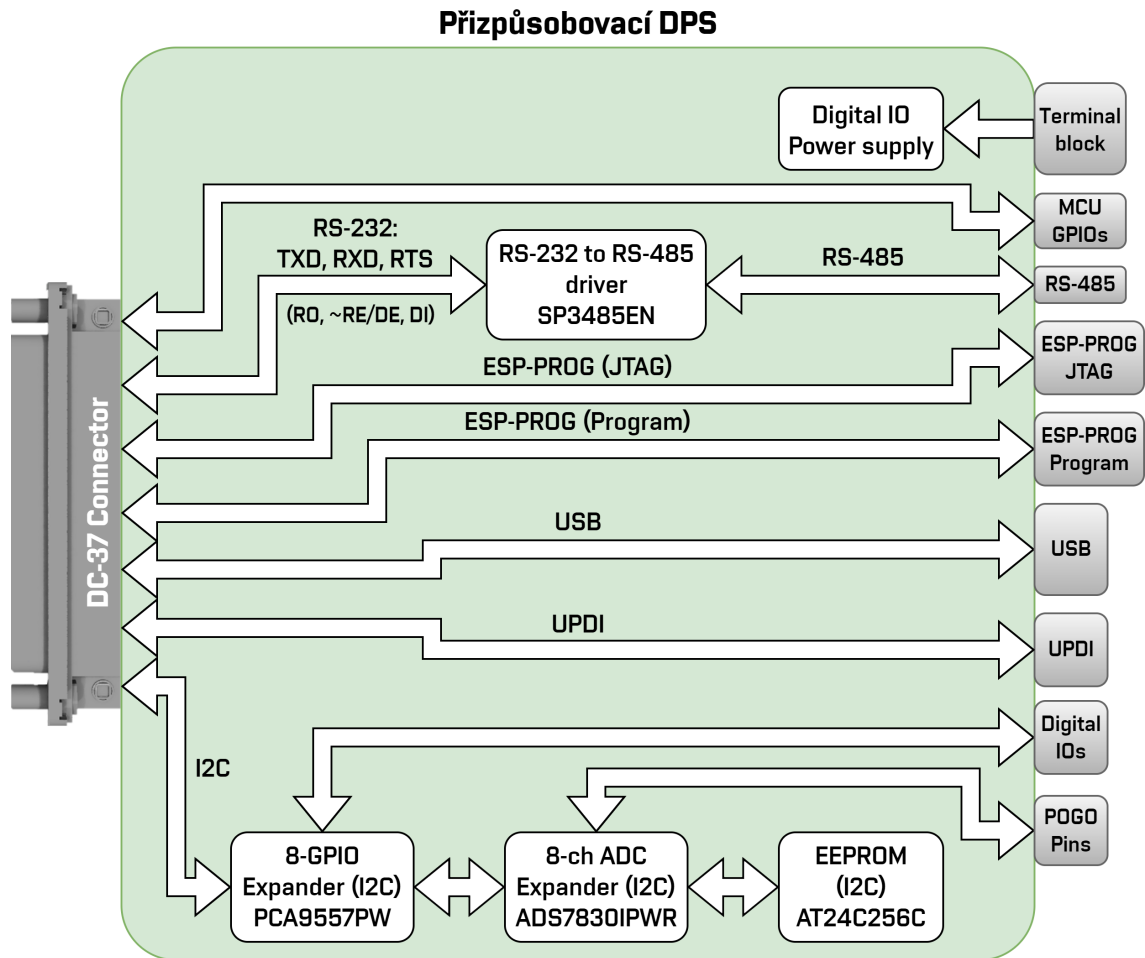 Přizpůsobovací DPS
Digital IO
Power supply
Terminal
block
MCU
GPIOs
RS-232:
TXD, RXD, RTS
(RO, ~RE/DE, DI)
RS-232 to RS-485
driver
SP3485EN
RS-485
RS-485
ESP-PROG (JTAG)
ESP-PROG
JTAG
ESP-PROG (Program)
ESP-PROG
Program
DC-37 Connector
USB
USB
UPDI
UPDI
Digital
IOs
I2C
POGO
Pins
8-GPIO
Expander (I2C)
PCA9557PW
8-ch ADC
Expander (I2C)
ADS7830IPWR
EEPROM
(I2C)
AT24C256C